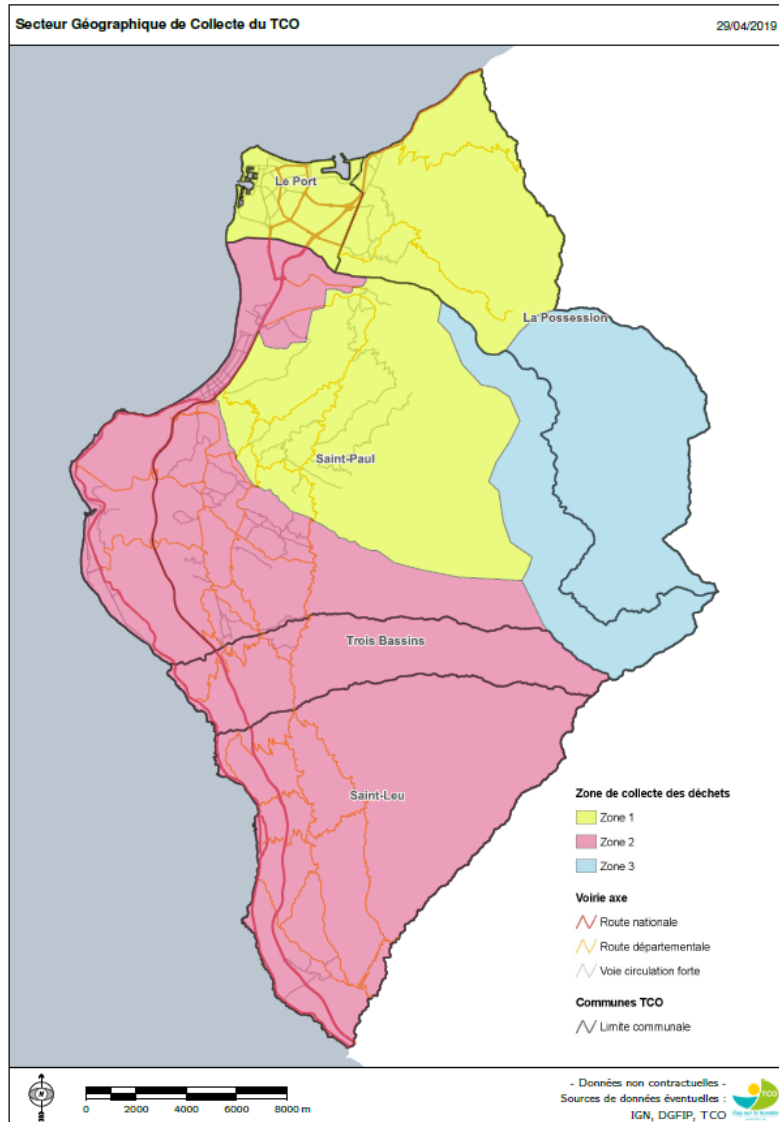 Secteur Géographique de Collecte du TCO
29/04/2019
Le Port
La Possession
Saint-Paul
Trois Bassins
Saint-Leu
Zone de collecte des déchets
Zone 1
Zone 2
Zone 3
Voirie axe
Route nationale
Route départementale
Voie circulation forte
Communes TCO
Limite communale
0 2000 4000 6000 8000 m
- Données non contractuelles -
Sources de données éventuelles :
IGN, DGFIP, TCO
TCO